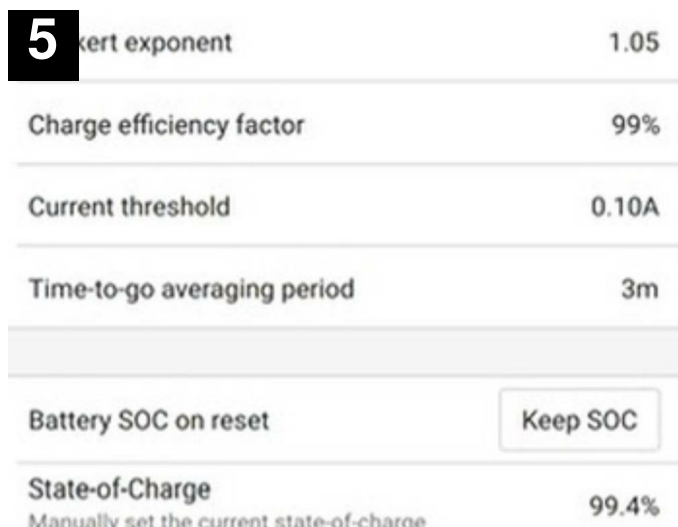 5
kert exponent 1.05
Charge efficiency factor 99%
Current threshold 0.10A
Time-to-go averaging period 3m
Battery SOC on reset Keep SOC
State-of-Charge 99.4%
Manually set the current state-of-charge